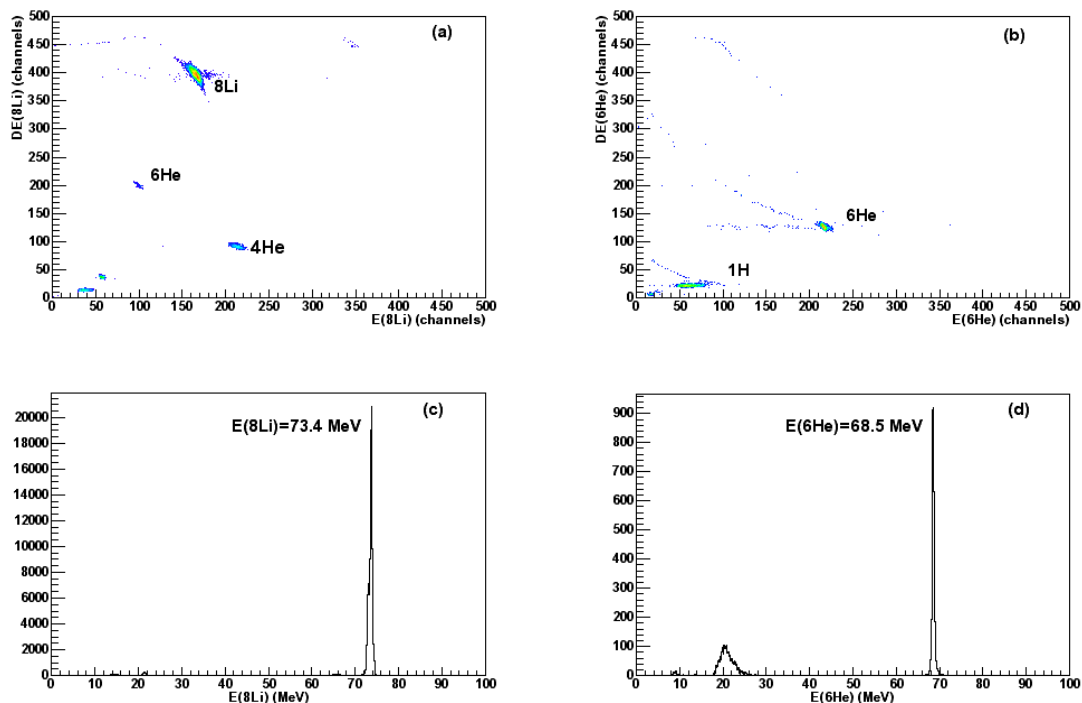 (a)
DE(8Li) (channels)
500
450
400
350
300
250
200
150
100
50
0
8Li
6He
4He
0 50 100 150 200 250 300 350 400 450 500
E(8Li) (channels)
(b)
DE(6He) (channels)
500
450
400
350
300
250
200
150
100
50
0
6He
1H
0 50 100 150 200 250 300 350 400 450 500
E(6He) (channels)
(c)
E(8Li)=73.4 MeV
20000
18000
16000
14000
12000
10000
8000
6000
4000
2000
0
0 10 20 30 40 50 60 70 80 90 100
E(8Li) (MeV)
(d)
E(6He)=68.5 MeV
900
800
700
600
500
400
300
200
100
0
0 10 20 30 40 50 60 70 80 90 100
E(6He) (MeV)